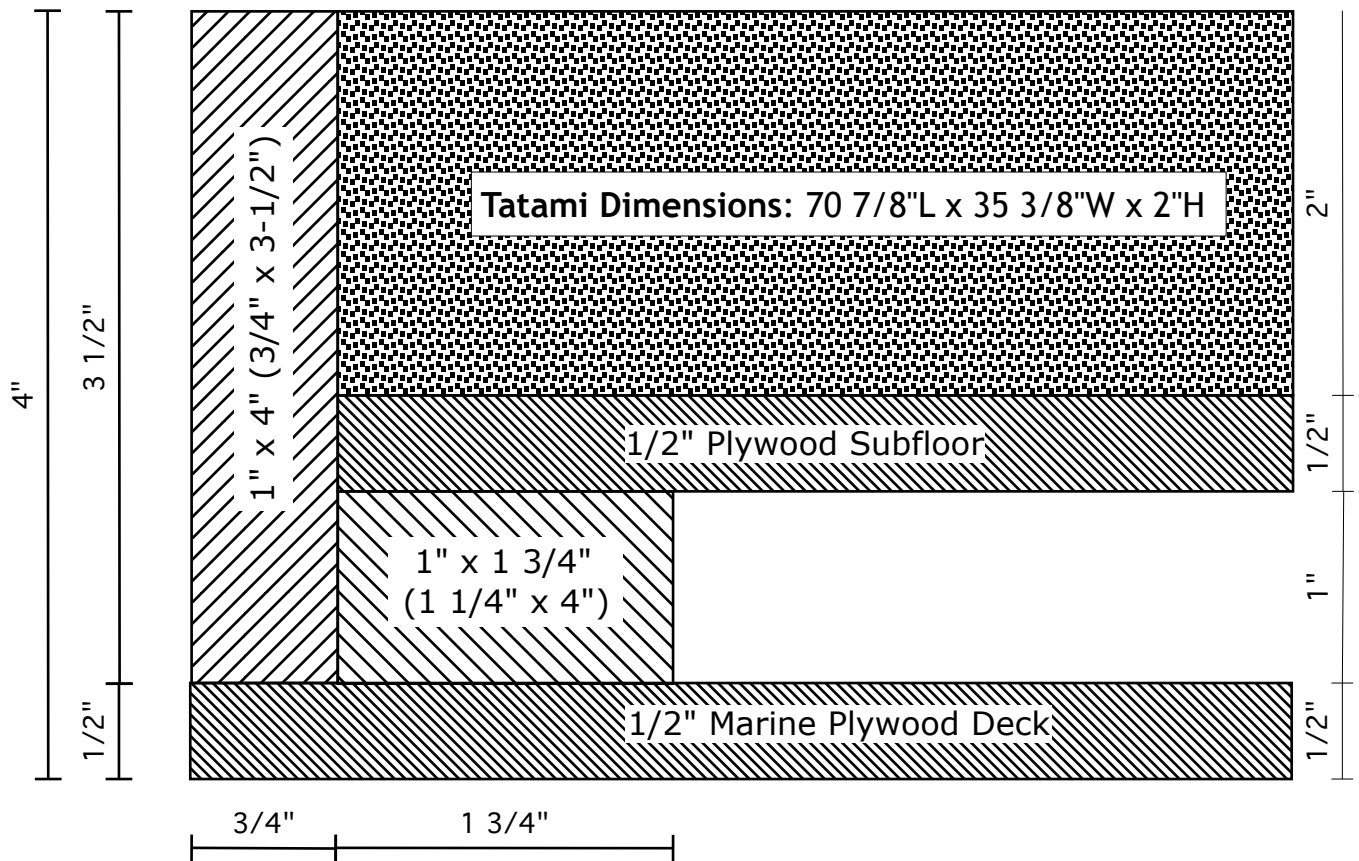 4"
3 1/2"
1/2"
1" x 4" (3/4" x 3-1/2")
Tatami Dimensions: 70 7/8"L x 35 3/8"W x 2"H
1/2" Plywood Subfloor
1" x 1 3/4"
(1 1/4" x 4")
1/2" Marine Plywood Deck
2"
1/2"
1"
1/2"
3/4"
1 3/4"